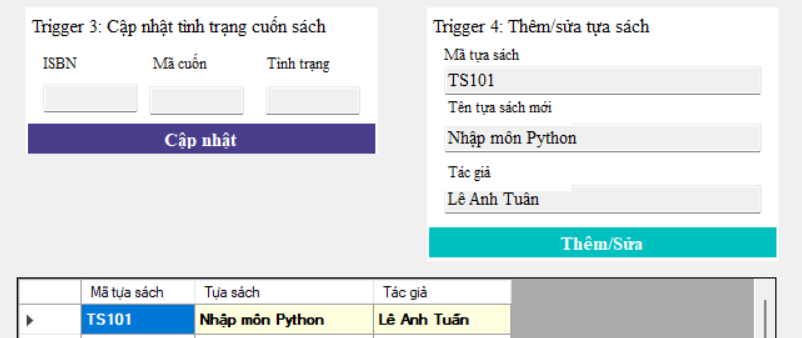 Trigger 3: Cập nhật tình trạng cuốn sách
ISBN Mã cuốn Tình trạng
Cập nhật
Trigger 4: Thêm/sửa tựa sách
Mã tựa sách
TS101
Tên tựa sách mới
Nhập môn Python
Tác giả
Lê Anh Tuân
Thêm/Sửa
Mã tựa sách Tựa sách Tác giả
TS101 Nhập môn Python Lê Anh Tuấn